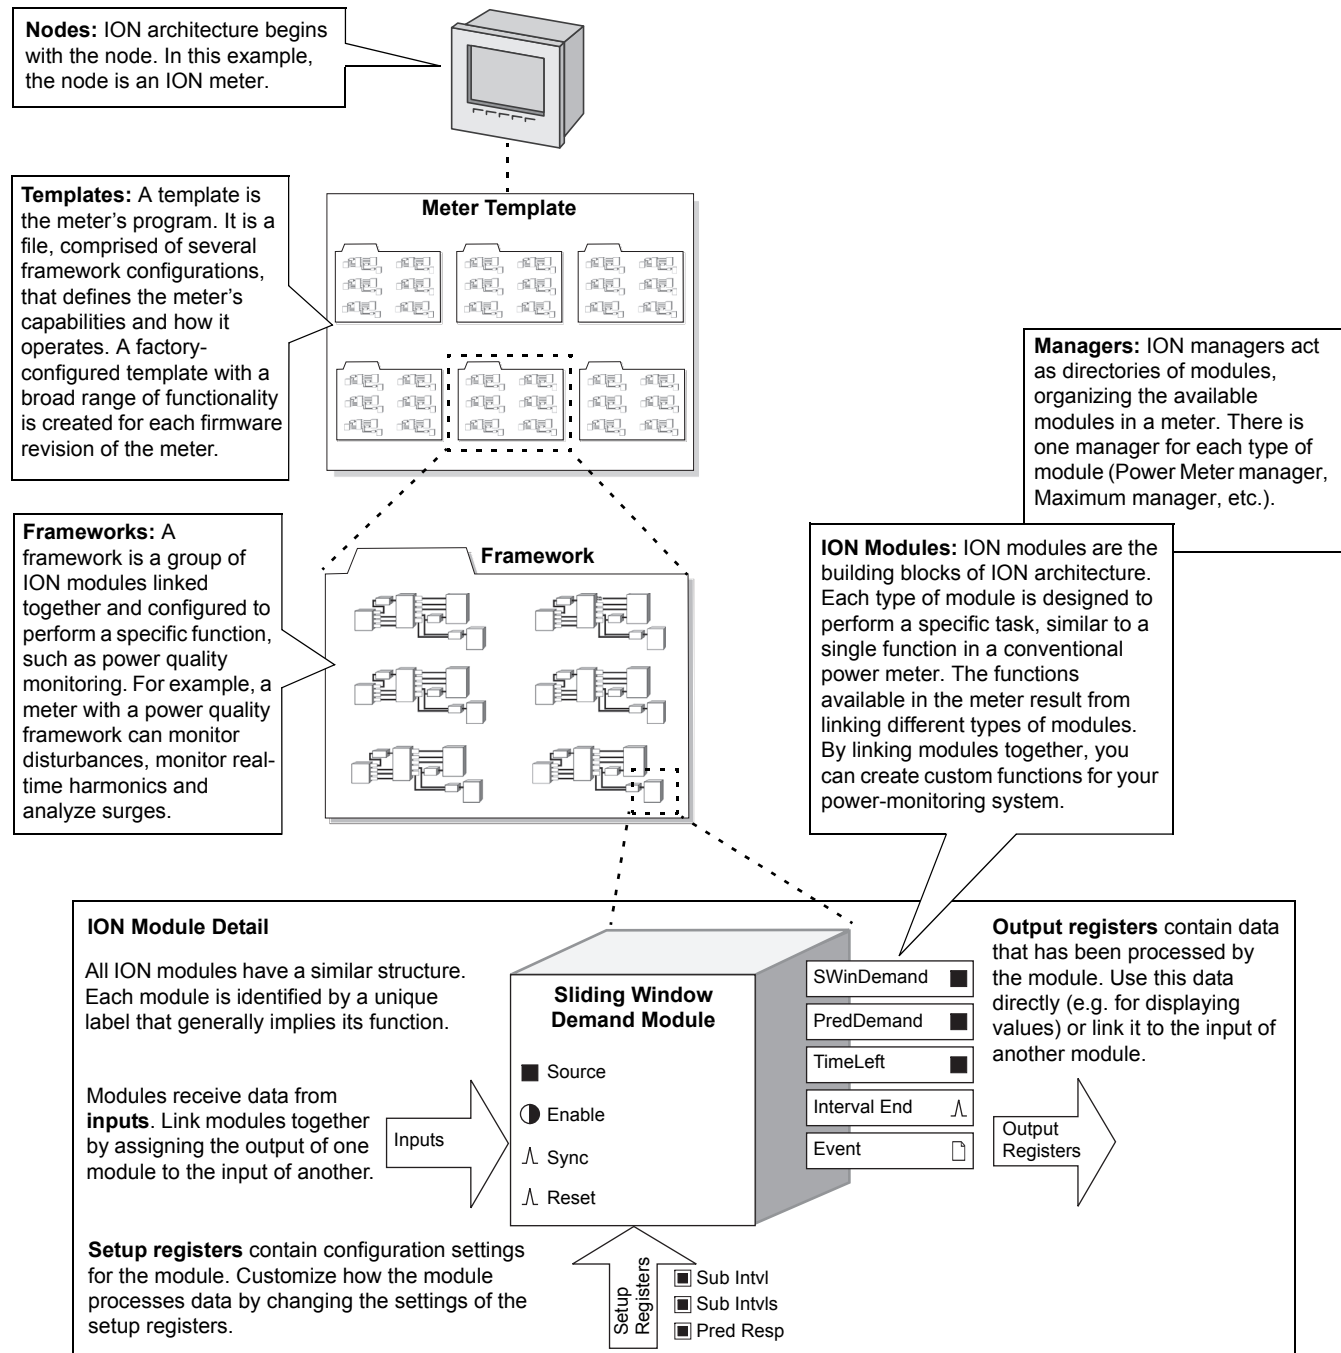 Nodes: ION architecture begins
with the node. In this example,
the node is an ION meter.
Templates: A template is
the meter's program. It is a
file, comprised of several
framework configurations,
that defines the meter's
capabilities and how it
operates. A factory-
configured template with a
broad range of functionality
is created for each firmware
revision of the meter.
Meter Template
Managers: ION managers act
as directories of modules,
organizing the available
modules in a meter. There is
one manager for each type of
module (Power Meter manager,
Maximum manager, etc.).
Frameworks: A
framework is a group of
ION modules linked
together and configured to
perform a specific function,
such as power quality
monitoring. For example, a
meter with a power quality
framework can monitor
disturbances, monitor real-
time harmonics and
analyze surges.
Framework
ION Modules: ION modules are the
building blocks of ION architecture.
Each type of module is designed to
perform a specific task, similar to a
single function in a conventional
power meter. The functions
available in the meter result from
linking different types of modules.
By linking modules together, you
can create custom functions for your
power-monitoring system.
ION Module Detail
All ION modules have a similar structure.
Each module is identified by a unique
label that generally implies its function.
Modules receive data from
inputs. Link modules together
by assigning the output of one
module to the input of another.
Inputs
Sliding Window
Demand Module
Source
Enable
Sync
Reset
SWinDemand
PredDemand
TimeLeft
Interval End
Event
Output registers contain data
that has been processed by
the module. Use this data
directly (e.g. for displaying
values) or link it to the input of
another module.
Output
Registers
Setup registers contain configuration settings
for the module. Customize how the module
processes data by changing the settings of the
setup registers.
Setup
Registers
Sub Intvl
Sub Intvls
Pred Resp